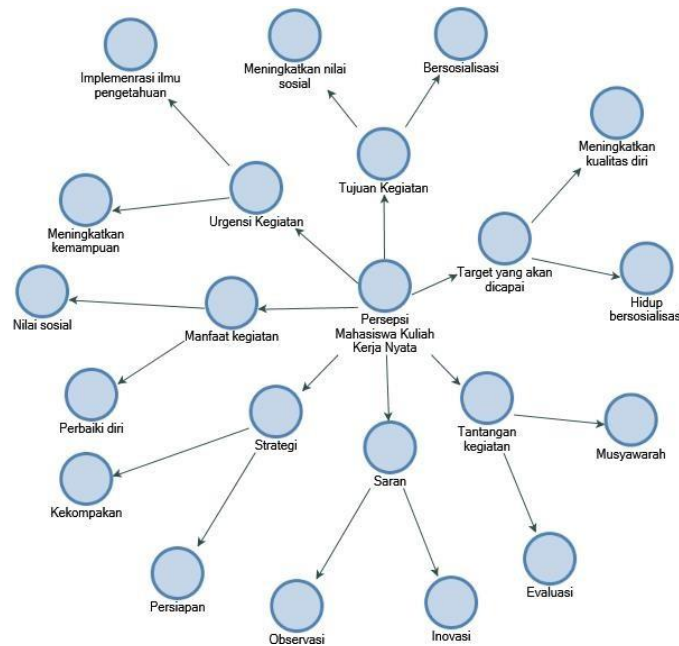 Implemenrasi ilmu
pengetahuan
Meningkatkan nilai
sosial
Bersosialisasi
Meningkatkan
kualitas diri
Tujuan Kegiatan
Urgensi Kegiatan
Meningkatkan
kemampuan
Target yang akan
dicapai
Hidup
bersosialisas
Nilai sosial
Manfaat kegiatan
Persepsi
Mahasiswa Kuliah
Kerja Nyata
Perbaiki diri
Strategi
Tantangan
kegiatan
Musyawarah
Saran
Kekompakan
Persiapan
Evaluasi
Observasi
Inovasi